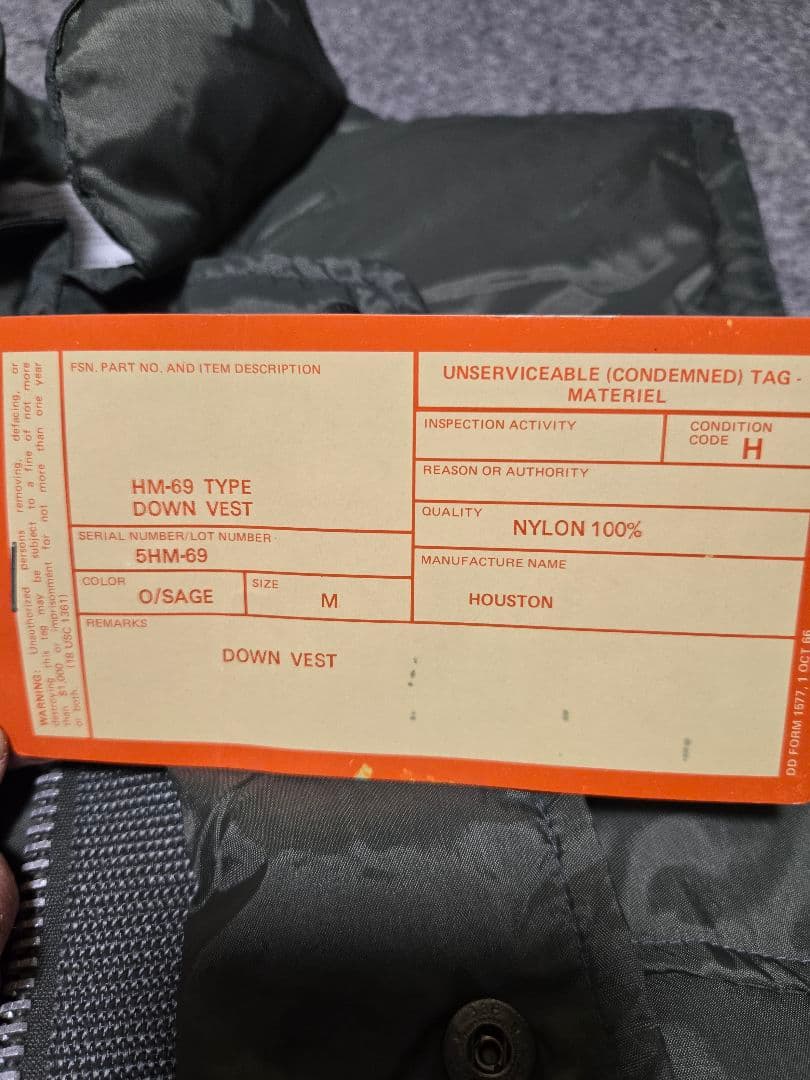 FSN. PART NO. AND ITEM DESCRIPTION
HM-69 TYPE
DOWN VEST
SERIAL NUMBER/LOT NUMBER
5HM-69
COLOR
O/SAGE
SIZE
M
REMARKS
DOWN VEST
UNSERVICEABLE (CONDEMNED) TAG -
MATERIEL
INSPECTION ACTIVITY
CONDITION
CODE H
REASON OR AUTHORITY
QUALITY
NYLON 100%
MANUFACTURE NAME
HOUSTON
WARNING: Unauthorized persons removing, defacing, or
destroying this tag may be subject to a fine of not more
than $1,000 or imprisonment for not more than one year
or both. (18 USC 1361)
DD FORM 1577, 1 OCT 66